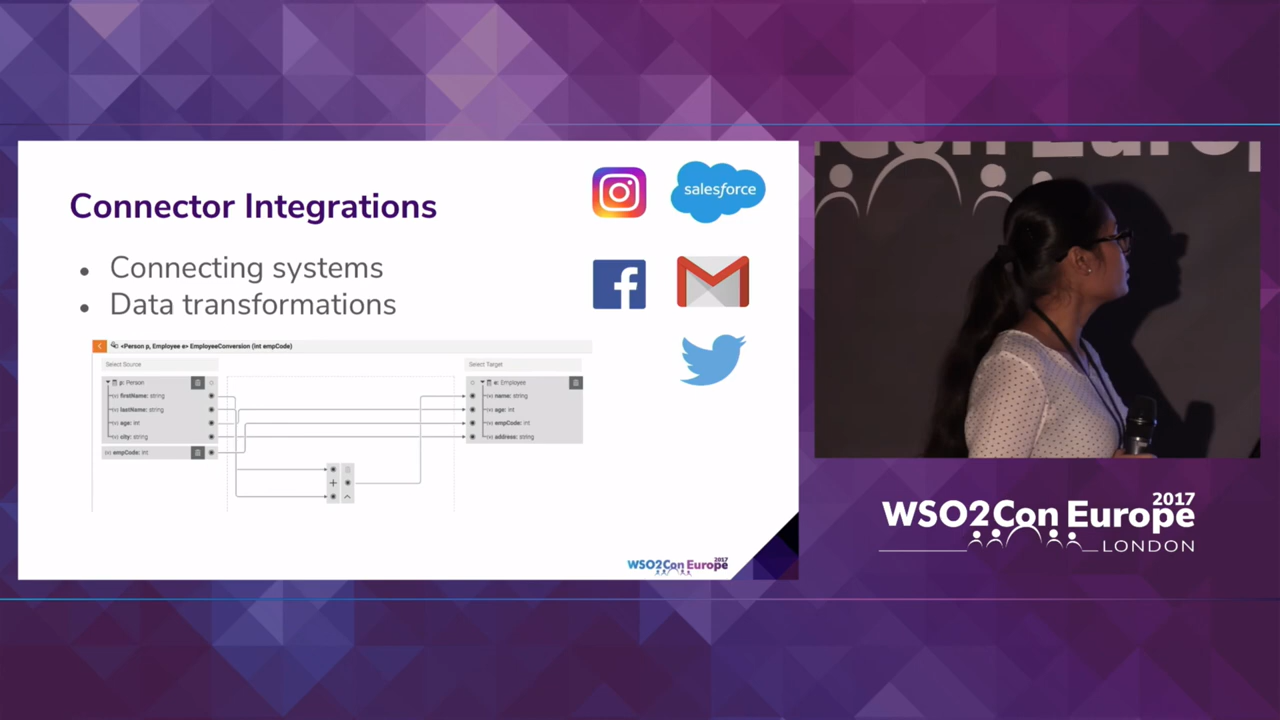 Connector Integrations
• Connecting systems
• Data transformations
salesforce
<Person p, Employee e> EmployeeConversion (int empCode)
Select Source
Select Target
p: Person
firstName: string
lastName: string
age: int
city: string
empCode: int
e: Employee
name: string
age: int
empCode: int
address: string
+
WSO2Con Europe 2017
WSO2Con Europe 2017
LONDON